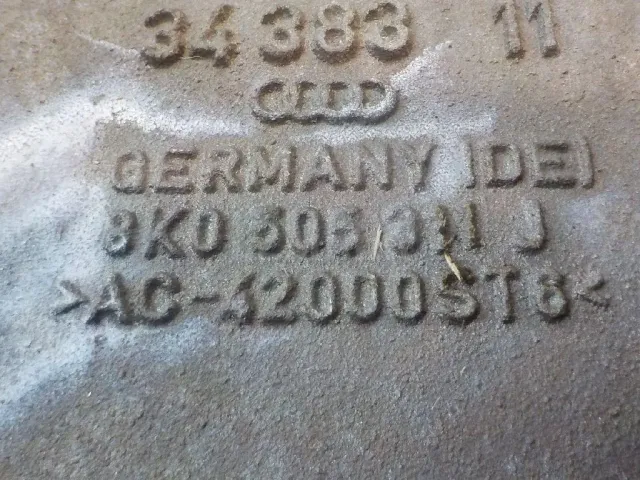 34 383 11
GERMANY |DE|
8K0 505 311 J
>AC-42000ST6<